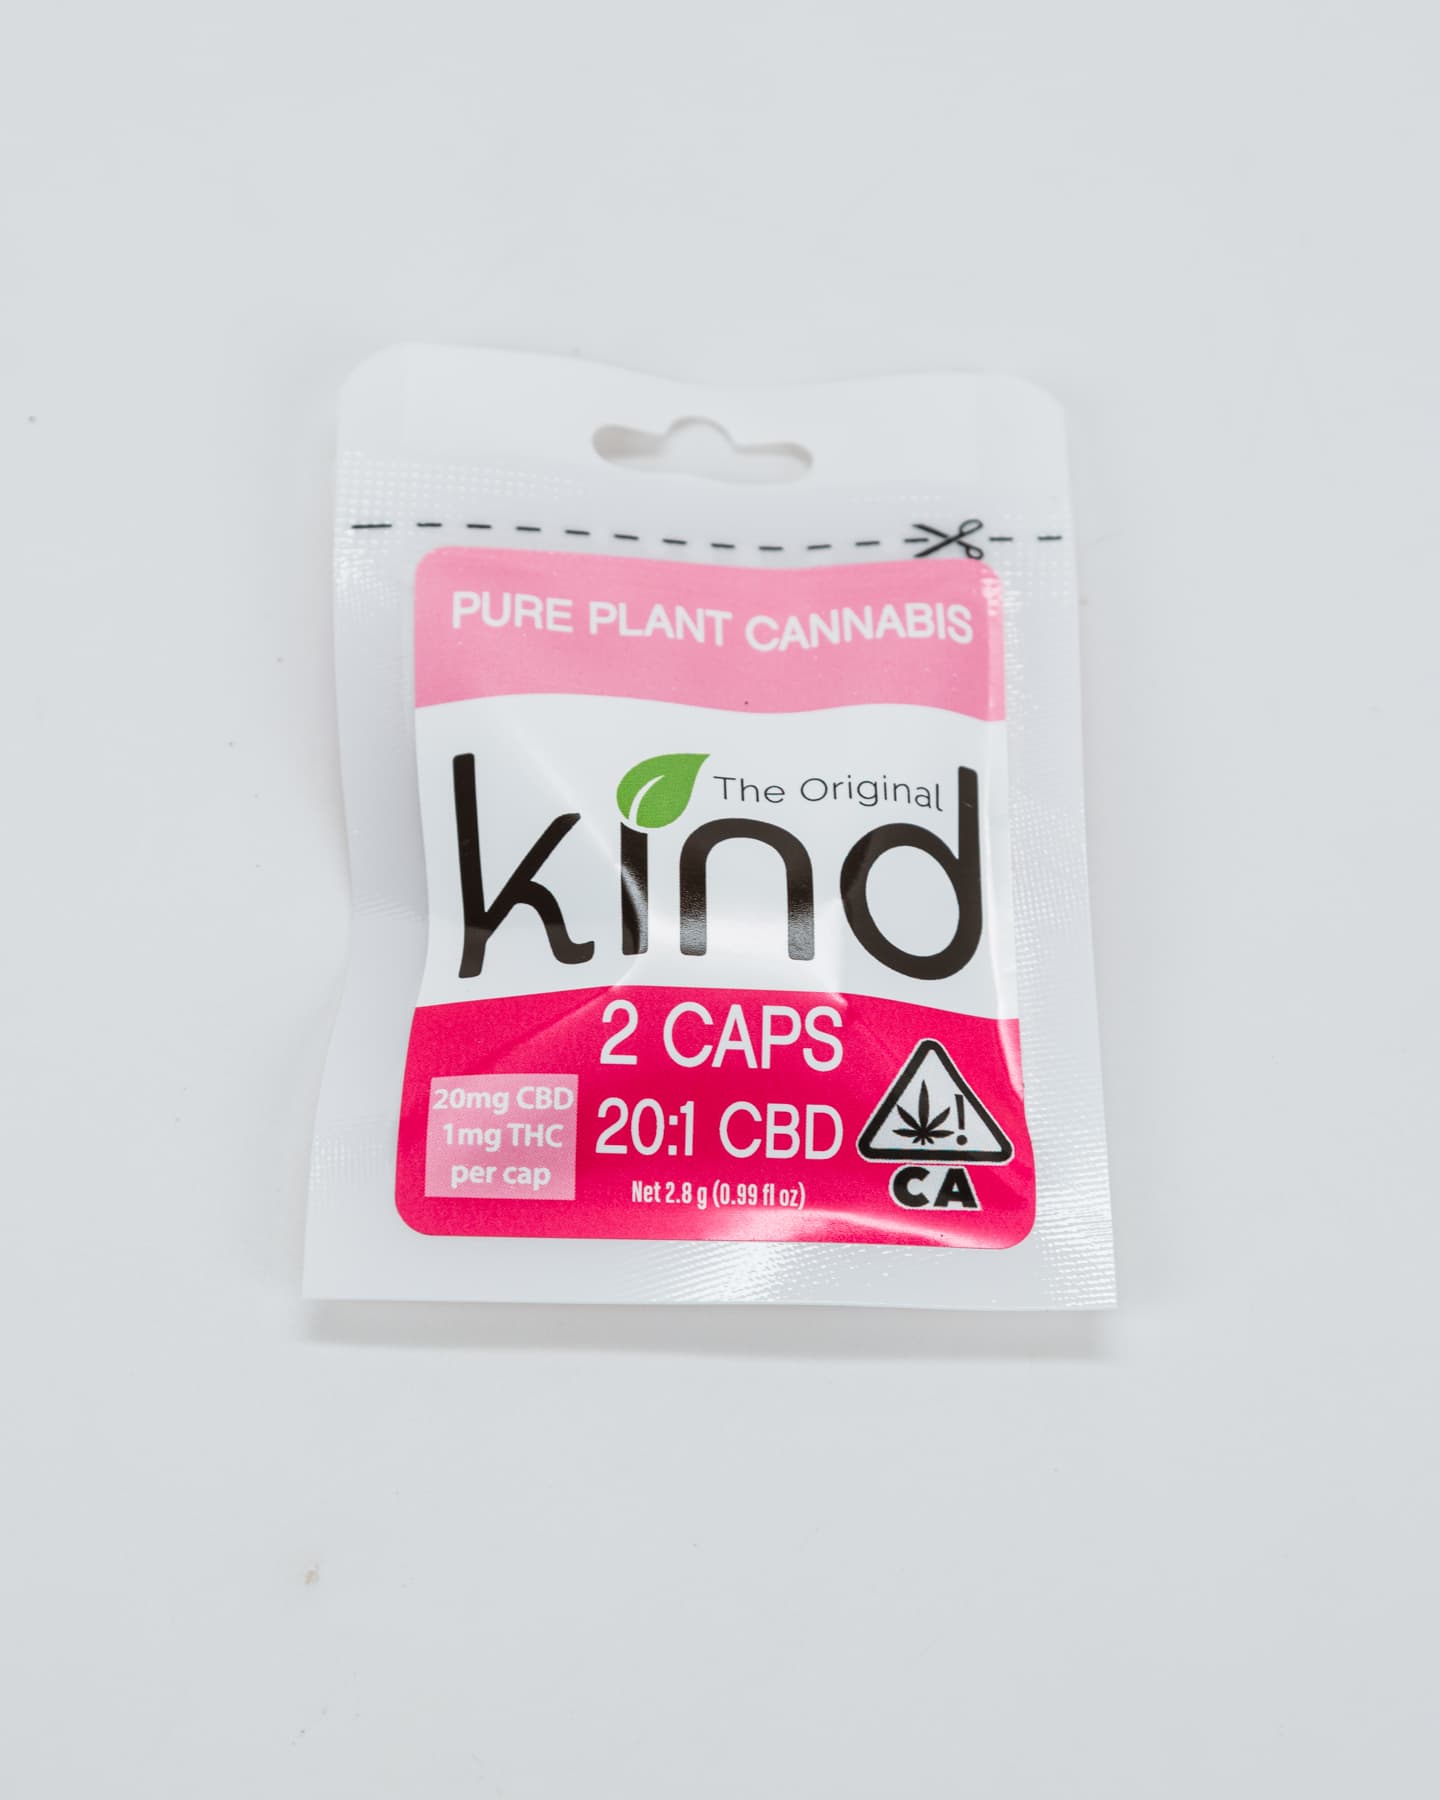 PURE PLANT CANNABIS
The Original
kind
2 CAPS
20mg CBD
1mg THC
per cap
20:1 CBD
Net 2.8 g (0.99 fl oz)
!
CA